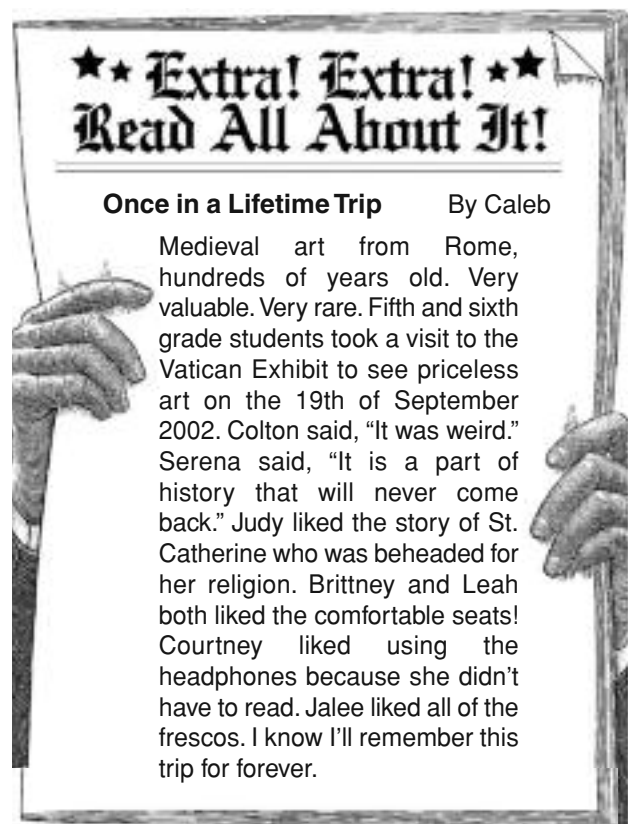 Extra! Extra!
Read All About It!
Once in a Lifetime Trip By Caleb
Medieval art from Rome,
hundreds of years old. Very
valuable. Very rare. Fifth and sixth
grade students took a visit to the
Vatican Exhibit to see priceless
art on the 19th of September
2002. Colton said, “It was weird.”
Serena said, “It is a part of
history that will never come
back.” Judy liked the story of St.
Catherine who was beheaded for
her religion. Brittney and Leah
both liked the comfortable seats!
Courtney liked using the
headphones because she didn’t
have to read. Jalee liked all of the
frescos. I know I’ll remember this
trip for forever.